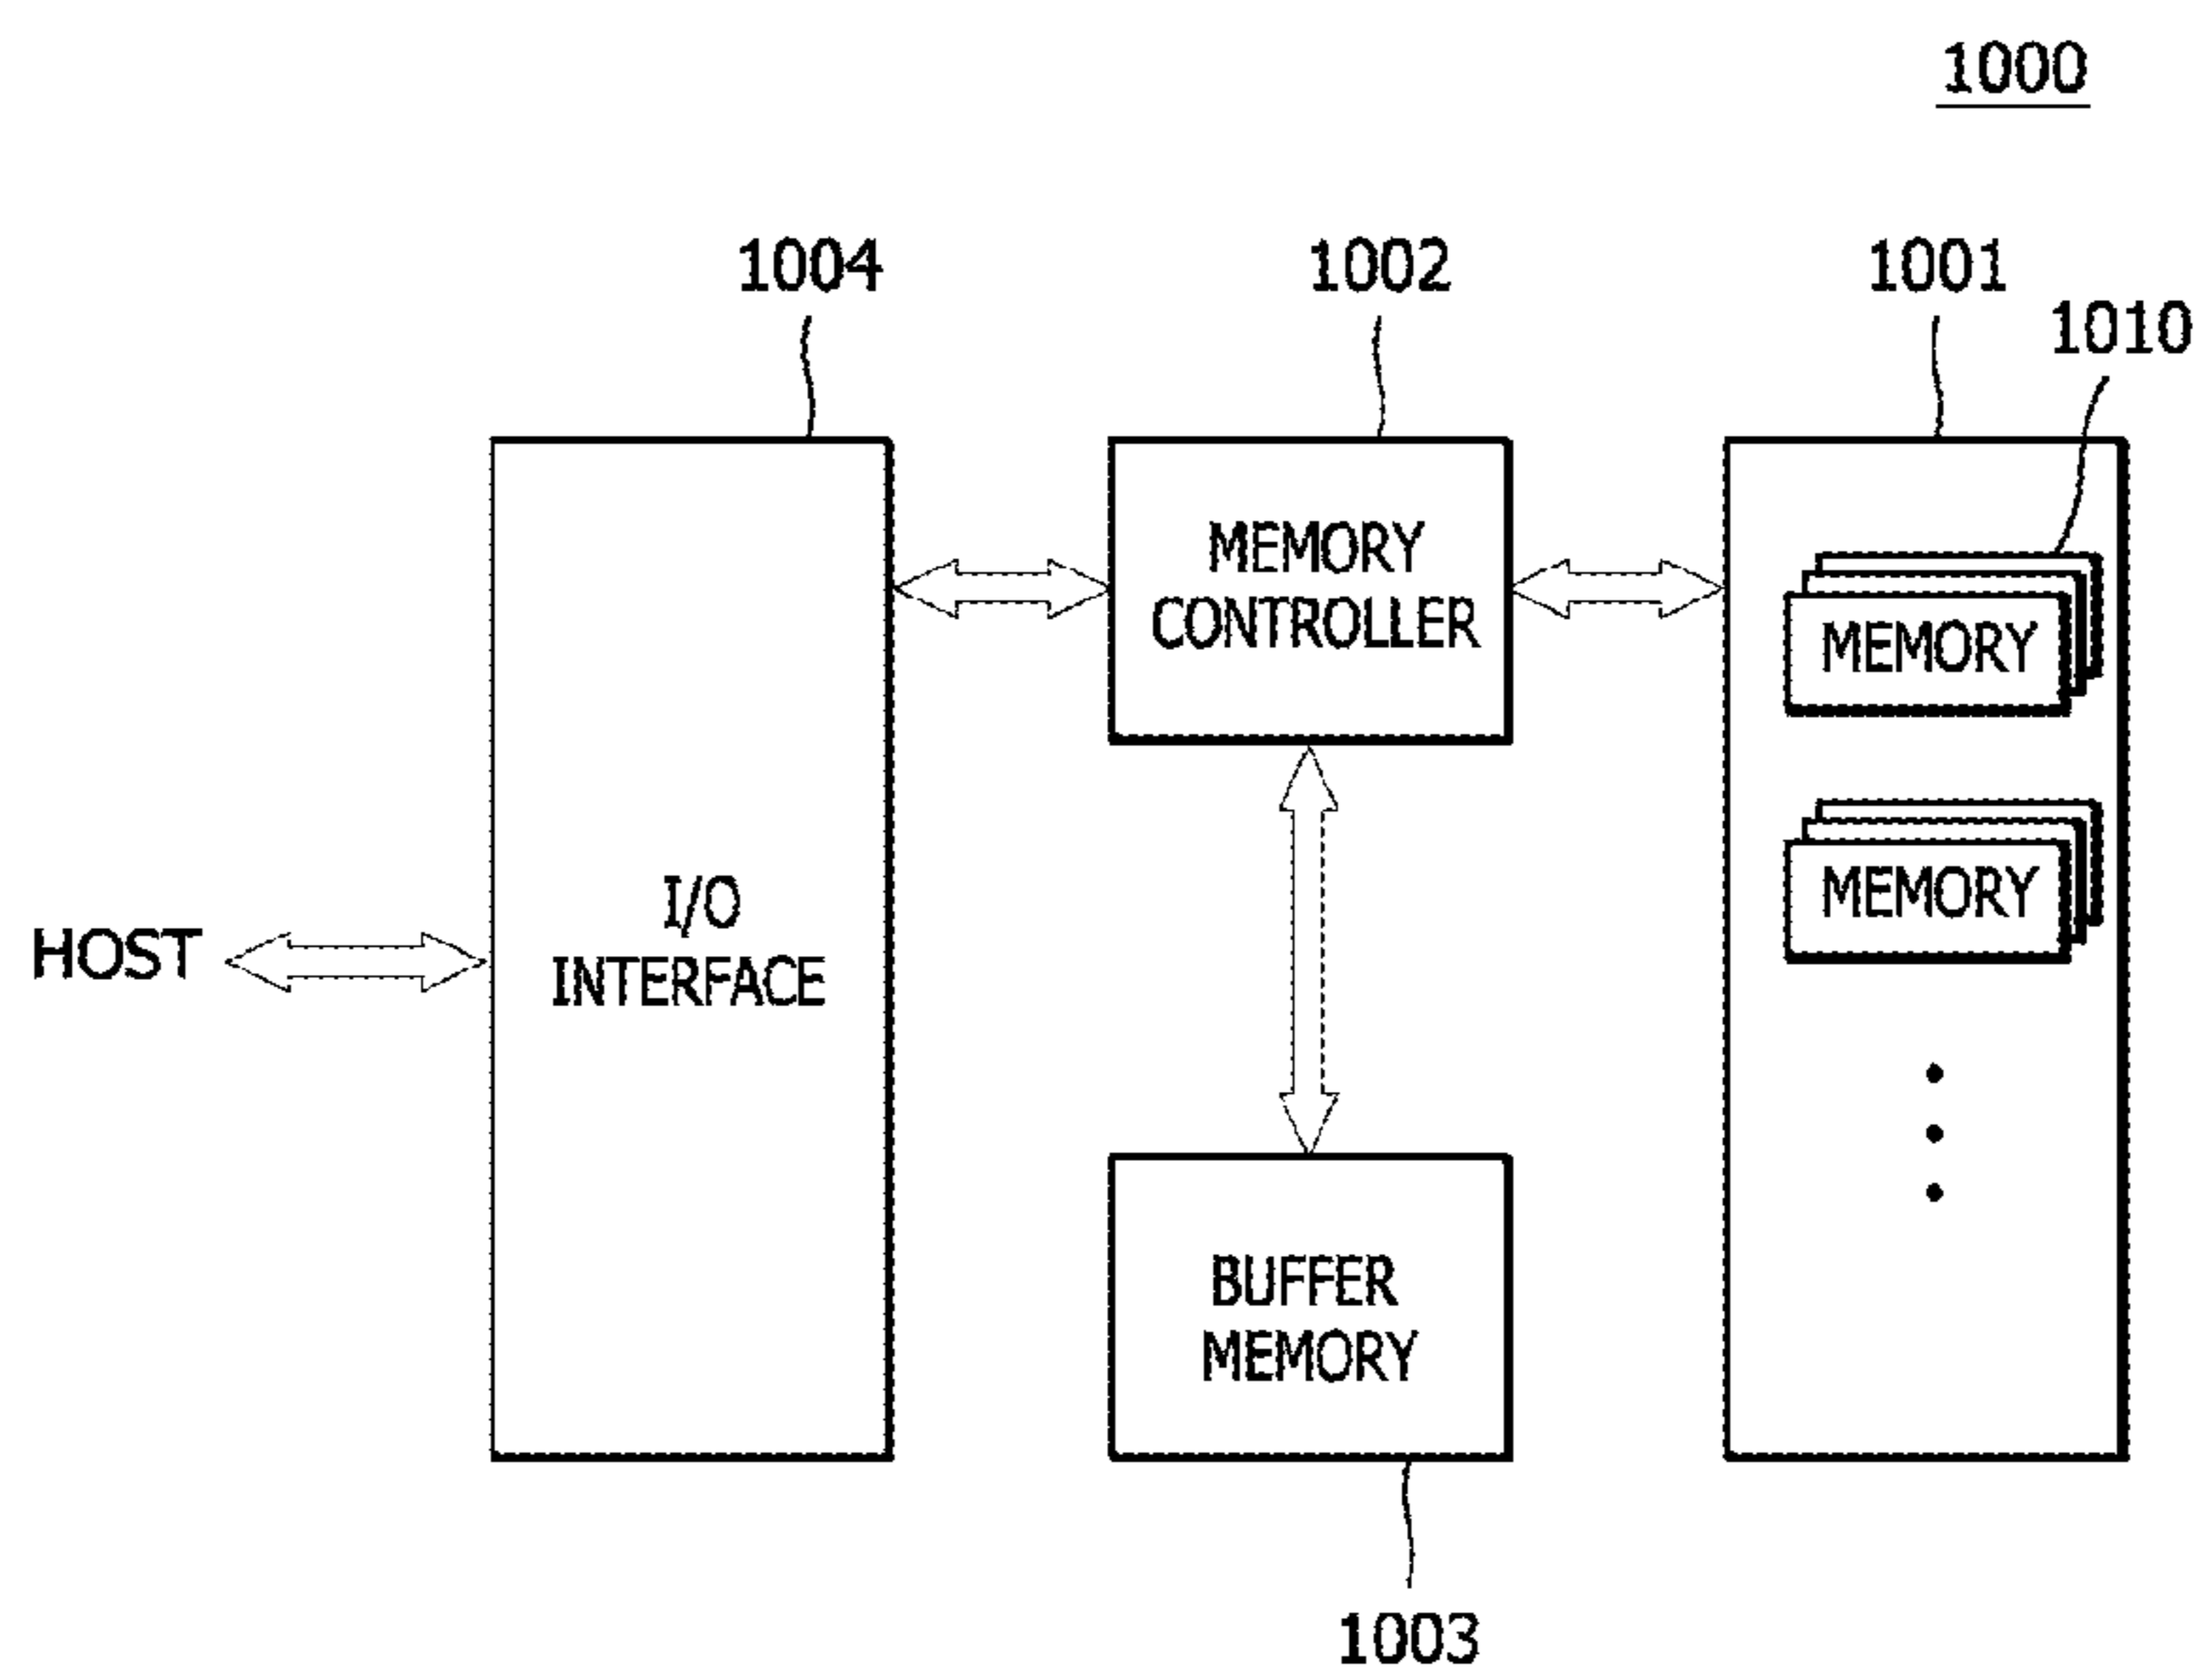 1000
1004
1002
1001
1010
MEMORY
CONTROLLER
MEMORY
MEMORY
I/O
INTERFACE
HOST
BUFFER
MEMORY
1003